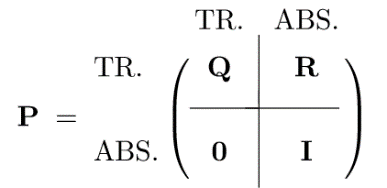 TR. ABS.
TR. Q R
P =
ABS. 0 I